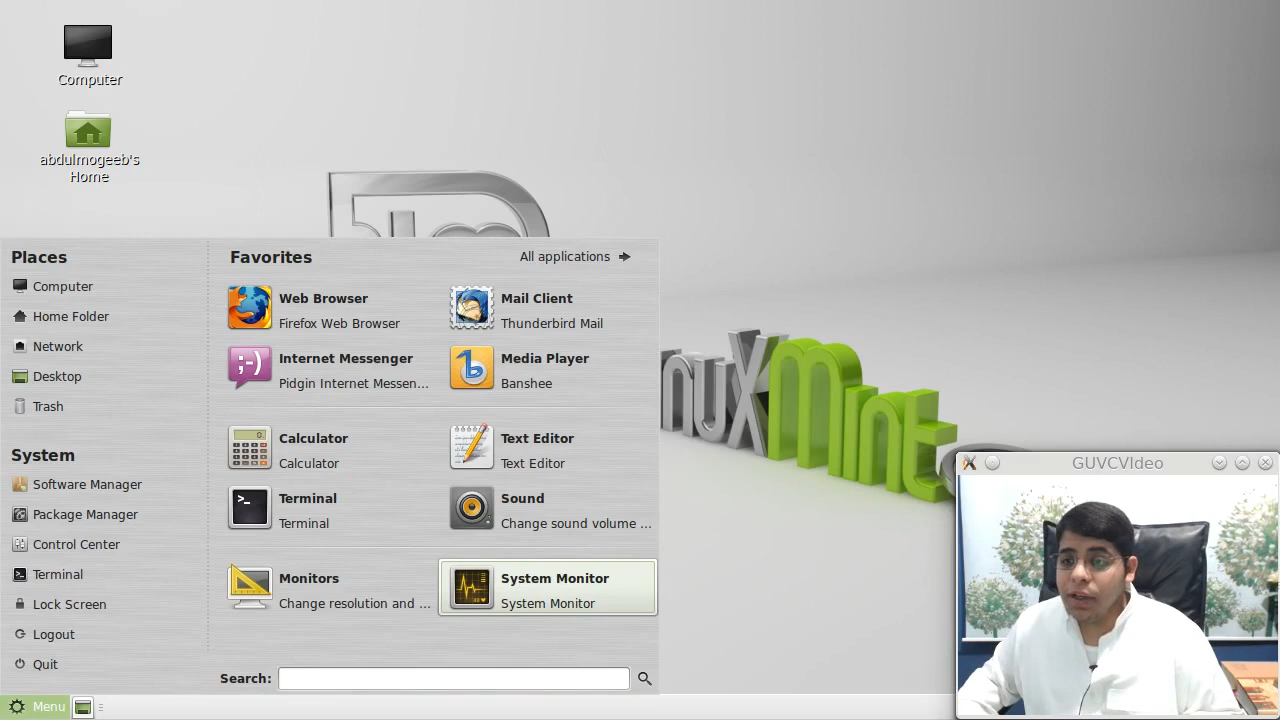 Computer
abdulmogeeb's
Home
Places
Computer
Home Folder
Network
Desktop
Trash
System
Software Manager
Package Manager
Control Center
Terminal
Lock Screen
Logout
Quit
Favorites
All applications
Web Browser
Firefox Web Browser
Mail Client
Thunderbird Mail
;-)
Internet Messenger
Pidgin Internet Messen...
Media Player
Banshee
Calculator
Calculator
Text Editor
Text Editor
Terminal
Terminal
Sound
Change sound volume ...
Monitors
Change resolution and ...
System Monitor
System Monitor
Search:
Menu
nuxMint
GUVCVIdeo